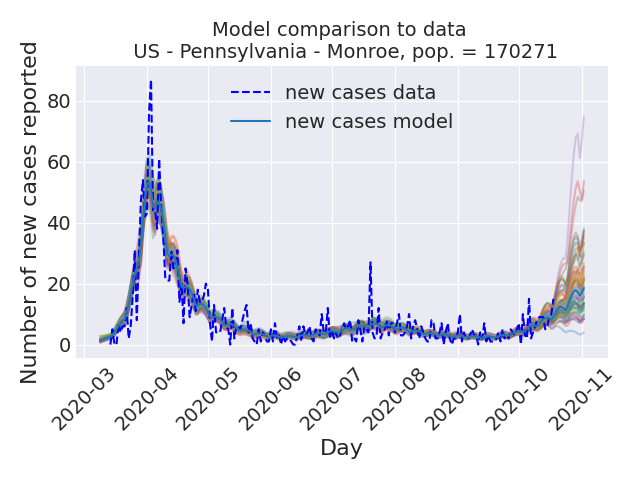 Model comparison to data
US - Pennsylvania - Monroe, pop. = 170271
new cases data
new cases model
Number of new cases reported
80
60
40
20
0
2020-03
2020-04
2020-05
2020-06
2020-07
2020-08
2020-09
2020-10
2020-11
Day